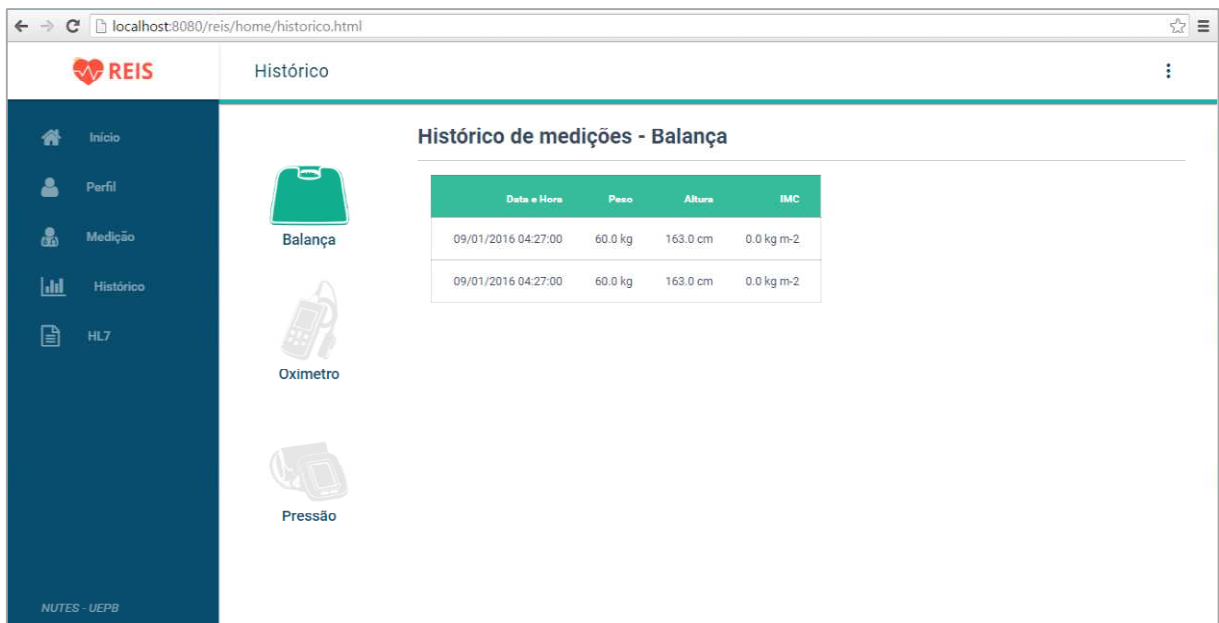 localhost:8080/reis/home/historico.html
REIS
Histórico
Início
Perfil
Medição
Histórico
HL7
NUTES - UEPB
Balança
Oximetro
Pressão
Histórico de medições - Balança
Data e Hora Peso Altura IMC
09/01/2016 04:27:00 60.0 kg 163.0 cm 0.0 kg m-2
09/01/2016 04:27:00 60.0 kg 163.0 cm 0.0 kg m-2